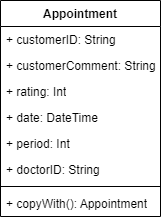 Appointment
+ customerID: String
+ customerComment: String
+ rating: Int
+ date: DateTime
+ period: Int
+ doctorID: String
+ copyWith(): Appointment